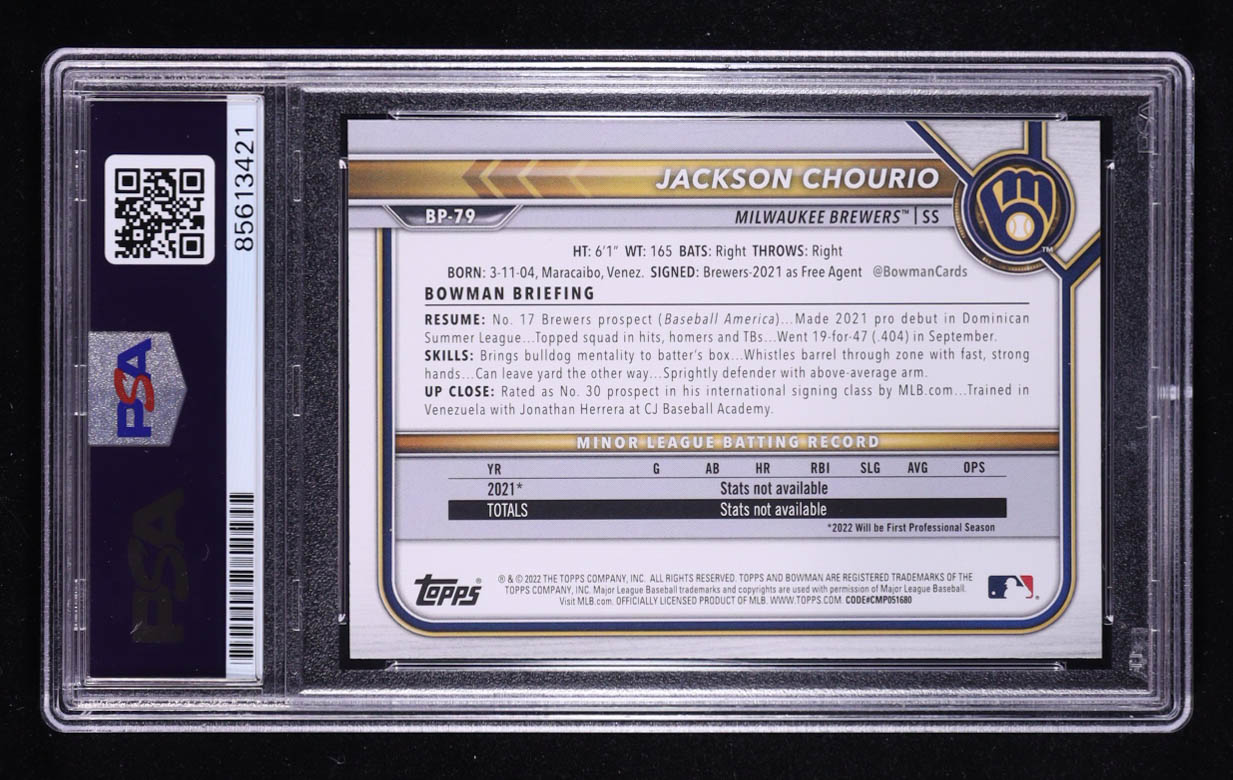 85613421
PSA
PSA
JACKSON CHOURIO
BP-79
MILWAUKEE BREWERS™ | SS
TM
HT: 6'1" WT: 165 BATS: Right THROWS: Right
BORN: 3-11-04, Maracaibo, Venez. SIGNED: Brewers-2021 as Free Agent @BowmanCards
BOWMAN BRIEFING
RESUME: No. 17 Brewers prospect (Baseball America)...Made 2021 pro debut in Dominican
Summer League...Topped squad in hits, homers and TBs...Went 19-for-47 (.404) in September.
SKILLS: Brings bulldog mentality to batter's box...Whistles barrel through zone with fast, strong
hands...Can leave yard the other way...Sprightly defender with above-average arm.
UP CLOSE: Rated as No. 30 prospect in his international signing class by MLB.com...Trained in
Venezuela with Jonathan Herrera at CJ Baseball Academy.
MINOR LEAGUE BATTING RECORD
YR G AB HR RBI SLG AVG OPS
2021* Stats not available
TOTALS Stats not available
*2022 Will be First Professional Season
Topps®
® & © 2022 THE TOPPS COMPANY, INC. ALL RIGHTS RESERVED. TOPPS AND BOWMAN ARE REGISTERED TRADEMARKS OF THE
TOPPS COMPANY, INC. Major League Baseball trademarks and copyrights are used with permission of Major League Baseball.
Visit MLB.com. OFFICIALLY LICENSED PRODUCT OF MLB. WWW.TOPPS.COM CODE#CMP051680